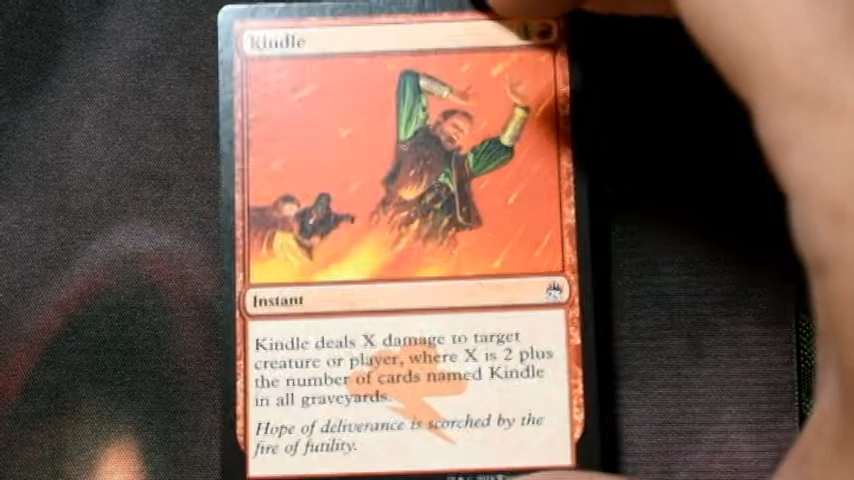 Kindle
Instant
Kindle deals X damage to target
creature or player, where X is 2 plus
the number of cards named Kindle
in all graveyards.
Hope of deliverance is scorched by the
fire of futility.